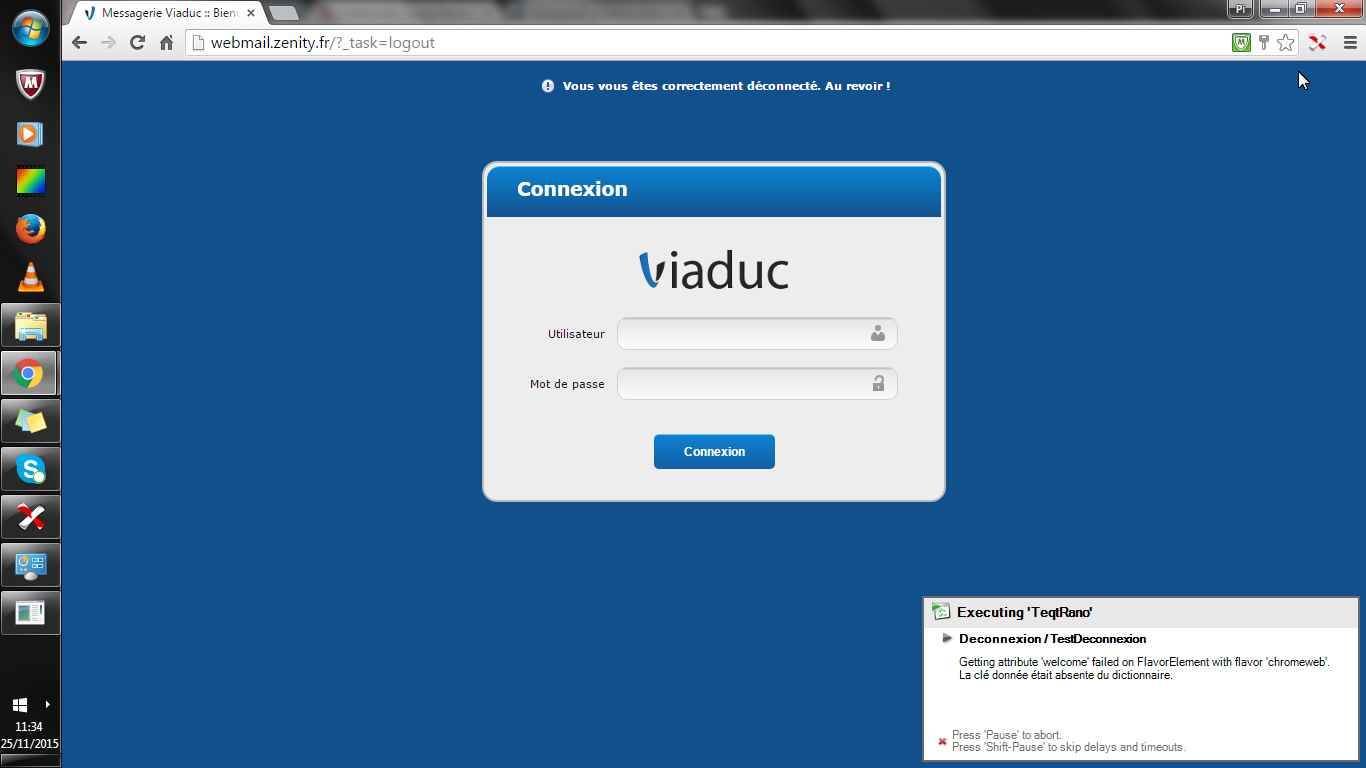 Messagerie Viaduc :: Bien
Pi
webmail.zenity.fr/?_task=logout
Vous vous êtes correctement déconnecté. Au revoir !
Connexion
Viaduc
Utilisateur
Mot de passe
Connexion
Executing 'TeqtRano'
Deconnexion / TestDeconnexion
Getting attribute 'welcome' failed on FlavorElement with flavor 'chromeweb'.
La clé donnée était absente du dictionnaire.
Press 'Pause' to abort.
Press 'Shift-Pause' to skip delays and timeouts.
11:34
25/11/2015